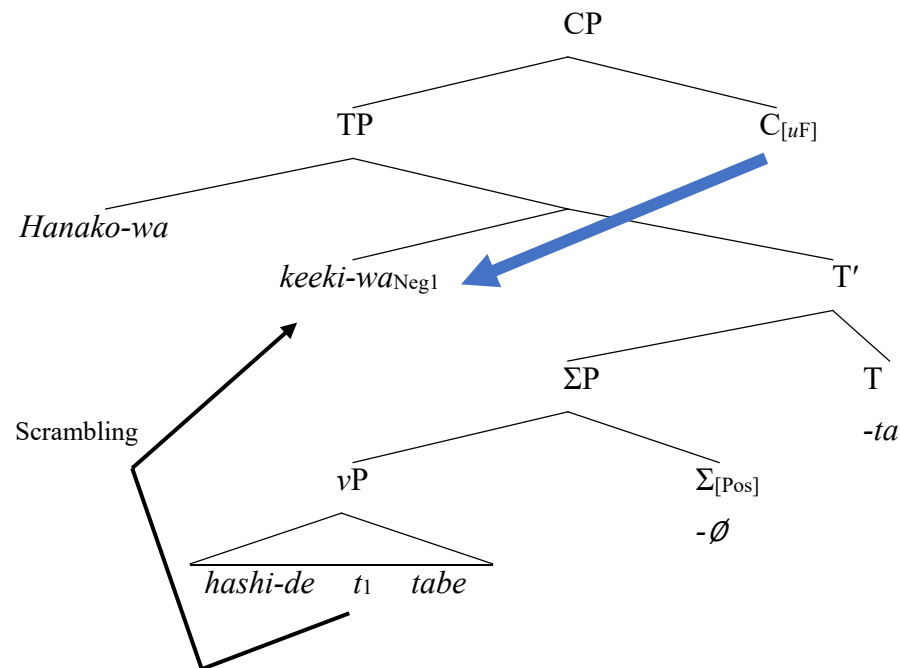 CP
TP C[uF]
Hanako-wa
keeki-waNeg1 T′
ΣP T
Scrambling -ta
vP Σ[Pos]
-Ø
hashi-de t1 tabe